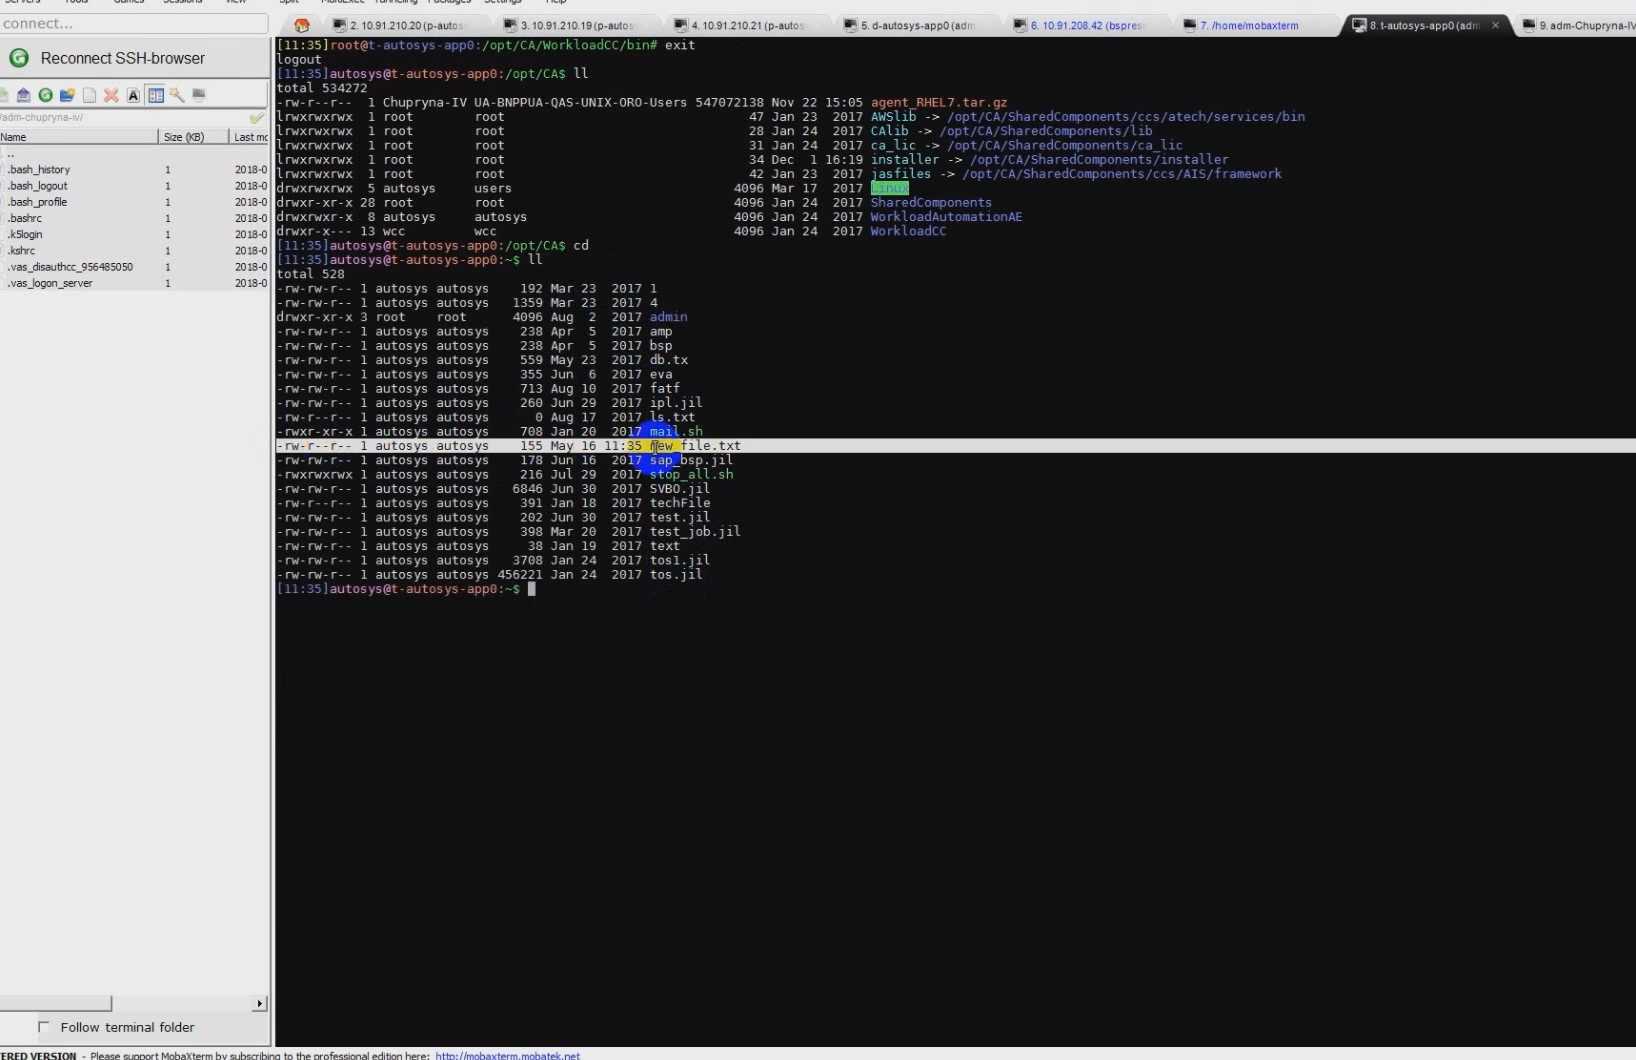 Servers Tools Games Sessions View Split MobaExec Tunneling Packages Settings Help
connect...
2. 10.91.210.20 (p-autos
3. 10.91.210.19 (p-autos
4. 10.91.210.21 (p-autos
5. d-autosys-app0 (adm
6. 10.91.208.42 (bspres
7. /home/mobaxterm
8. t-autosys-app0 (adm
9. adm-Chupryna-IV
Reconnect SSH-browser
/adm-chupryna-iv/
Name Size (KB) Last mo
..
.bash_history 1 2018-0
.bash_logout 1 2018-0
.bash_profile 1 2018-0
.bashrc 1 2018-0
.k5login 1 2018-0
.kshrc 1 2018-0
.vas_disauthcc_956485050 1 2018-0
.vas_logon_server 1 2018-0
Follow terminal folder
[11:35]root@t-autosys-app0:/opt/CA/WorkloadCC/bin# exit
logout
[11:35]autosys@t-autosys-app0:/opt/CA$ ll
total 534272
-rw-r--r-- 1 Chupryna-IV UA-BNPPUA-QAS-UNIX-ORO-Users 547072138 Nov 22 15:05 agent_RHEL7.tar.gz
lrwxrwxrwx 1 root root 47 Jan 23 2017 AWSlib -> /opt/CA/SharedComponents/ccs/atech/services/bin
lrwxrwxrwx 1 root root 28 Jan 24 2017 CAlib -> /opt/CA/SharedComponents/lib
lrwxrwxrwx 1 root root 31 Jan 24 2017 ca_lic -> /opt/CA/SharedComponents/ca_lic
lrwxrwxrwx 1 root root 34 Dec 1 16:19 installer -> /opt/CA/SharedComponents/installer
lrwxrwxrwx 1 root root 42 Jan 23 2017 jasfiles -> /opt/CA/SharedComponents/ccs/AIS/framework
drwxrwxrwx 5 autosys users 4096 Mar 17 2017 Linux
drwxr-xr-x 28 root root 4096 Jan 24 2017 SharedComponents
drwxrwxr-x 8 autosys autosys 4096 Jan 24 2017 WorkloadAutomationAE
drwxr-x--- 13 wcc wcc 4096 Jan 24 2017 WorkloadCC
[11:35]autosys@t-autosys-app0:/opt/CA$ cd
[11:35]autosys@t-autosys-app0:~$ ll
total 528
-rw-rw-r-- 1 autosys autosys 192 Mar 23 2017 1
-rw-rw-r-- 1 autosys autosys 1359 Mar 23 2017 4
drwxr-xr-x 3 root root 4096 Aug 2 2017 admin
-rw-rw-r-- 1 autosys autosys 238 Apr 5 2017 amp
-rw-rw-r-- 1 autosys autosys 238 Apr 5 2017 bsp
-rw-rw-r-- 1 autosys autosys 559 May 23 2017 db.tx
-rw-rw-r-- 1 autosys autosys 355 Jun 6 2017 eva
-rw-rw-r-- 1 autosys autosys 713 Aug 10 2017 fatf
-rw-rw-r-- 1 autosys autosys 260 Jun 29 2017 ipl.jil
-rw-rw-r-- 1 autosys autosys 0 Aug 17 2017 ls.txt
-rwxr-xr-x 1 autosys autosys 708 Jan 20 2017 mail.sh
-rw-r--r-- 1 autosys autosys 155 May 16 11:35 new_file.txt
-rw-rw-r-- 1 autosys autosys 178 Jun 16 2017 sap_bsp.jil
-rwxrwxrwx 1 autosys autosys 216 Jul 29 2017 stop_all.sh
-rw-rw-r-- 1 autosys autosys 6846 Jun 30 2017 SVBO.jil
-rw-r--r-- 1 autosys autosys 391 Jan 18 2017 techFile
-rw-rw-r-- 1 autosys autosys 202 Jun 30 2017 test.jil
-rw-rw-r-- 1 autosys autosys 398 Mar 20 2017 test_job.jil
-rw-rw-r-- 1 autosys autosys 38 Jan 19 2017 text
-rw-rw-r-- 1 autosys autosys 3708 Jan 24 2017 tos1.jil
-rw-rw-r-- 1 autosys autosys 456221 Jan 24 2017 tos.jil
[11:35]autosys@t-autosys-app0:~$
ERED VERSION - Please support MobaXterm by subscribing to the professional edition here: http://mobaxterm.mobatek.net